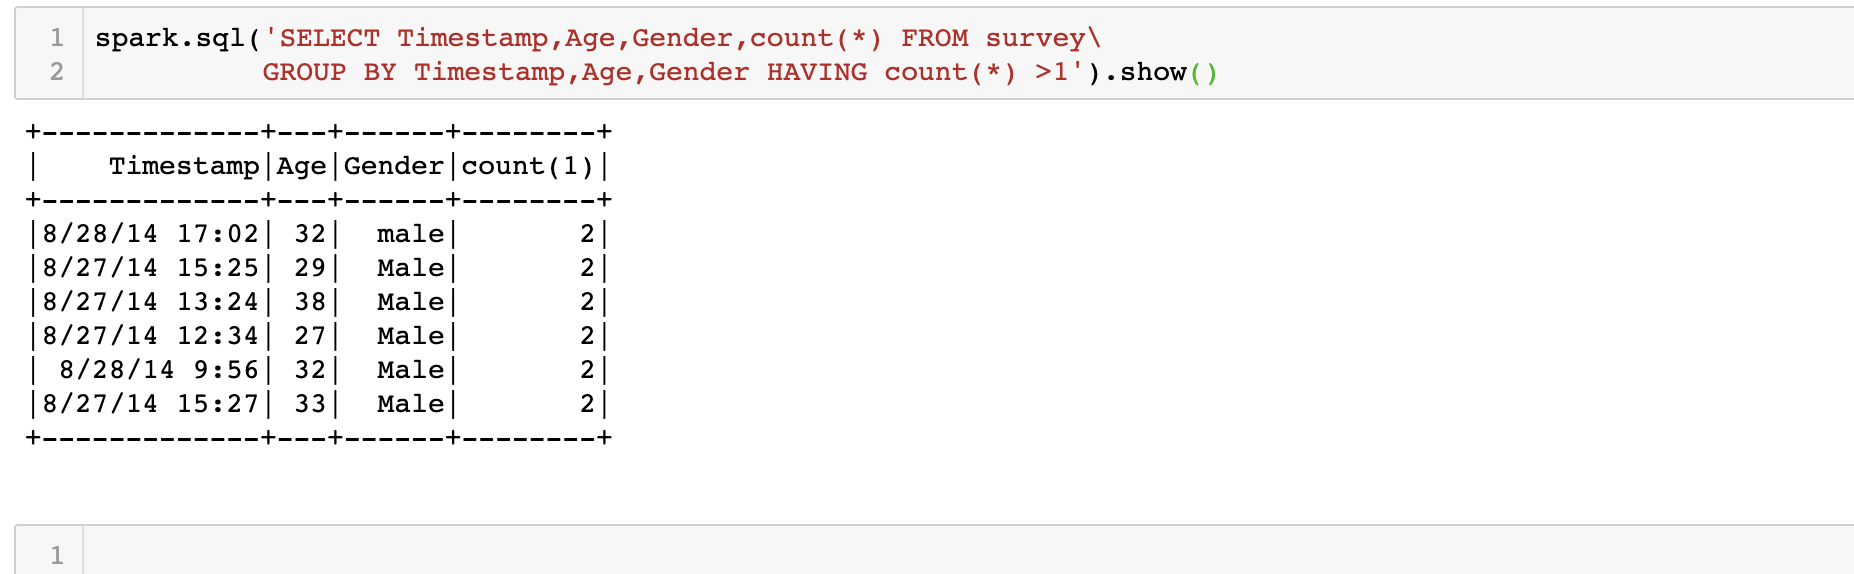 1 spark.sql('SELECT Timestamp,Age,Gender,count(*) FROM survey\
2           GROUP BY Timestamp,Age,Gender HAVING count(*) >1').show()
+-------------+---+------+--------+
|    Timestamp|Age|Gender|count(1)|
+-------------+---+------+--------+
|8/28/14 17:02| 32|  male|       2|
|8/27/14 15:25| 29|  Male|       2|
|8/27/14 13:24| 38|  Male|       2|
|8/27/14 12:34| 27|  Male|       2|
| 8/28/14 9:56| 32|  Male|       2|
|8/27/14 15:27| 33|  Male|       2|
+-------------+---+------+--------+
1